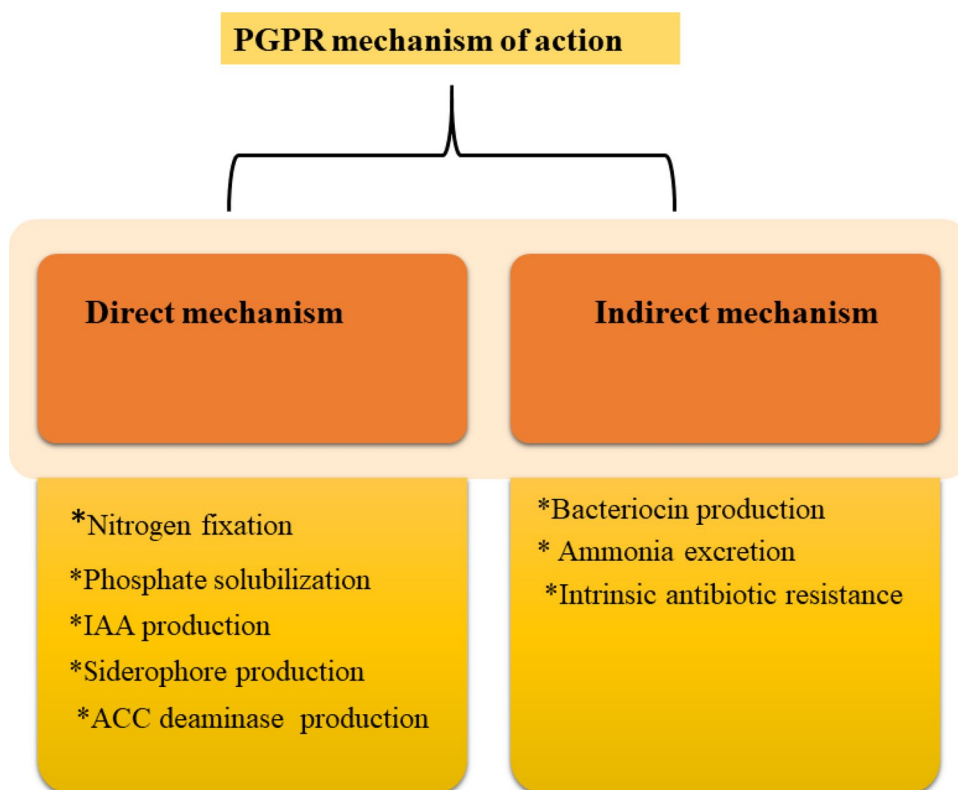 PGPR mechanism of action
Direct mechanism
Indirect mechanism
*Nitrogen fixation
*Phosphate solubilization
*IAA production
*Siderophore production
*ACC deaminase production
*Bacteriocin production
* Ammonia excretion
*Intrinsic antibiotic resistance